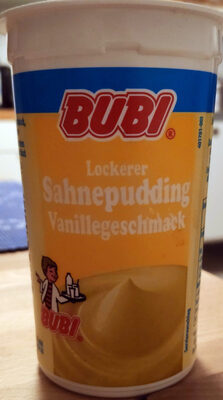 BUBI®
Lockerer
Sahnepudding
Vanillegeschmack
BUBI